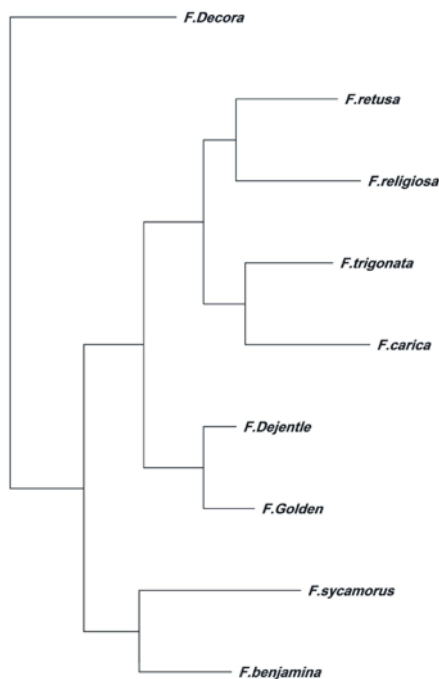 F.Decora
F.retusa
F.religiosa
F.trigonata
F.carica
F.Dejentle
F.Golden
F.sycamorus
F.benjamina